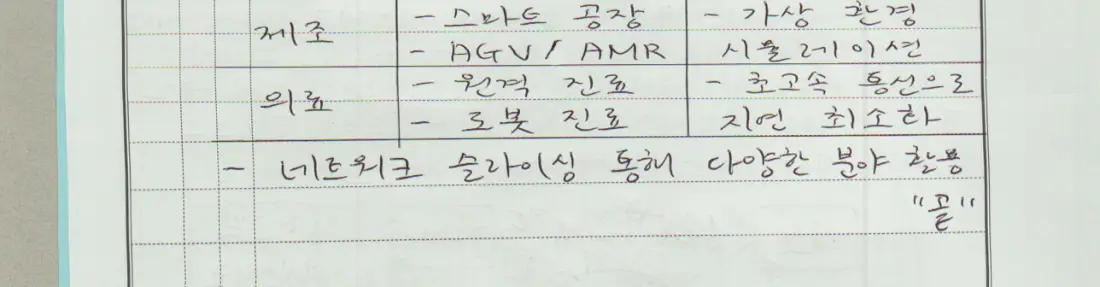 제조 - 스마트 공장 - 가상 환경
- AGV/ AMR 시뮬레이션
의료 - 원격 진료 - 초고속 통신으로
- 로봇 진료 지연 최소화
- 네트워크 슬라이싱 통해 다양한 분야 활용
"끝"